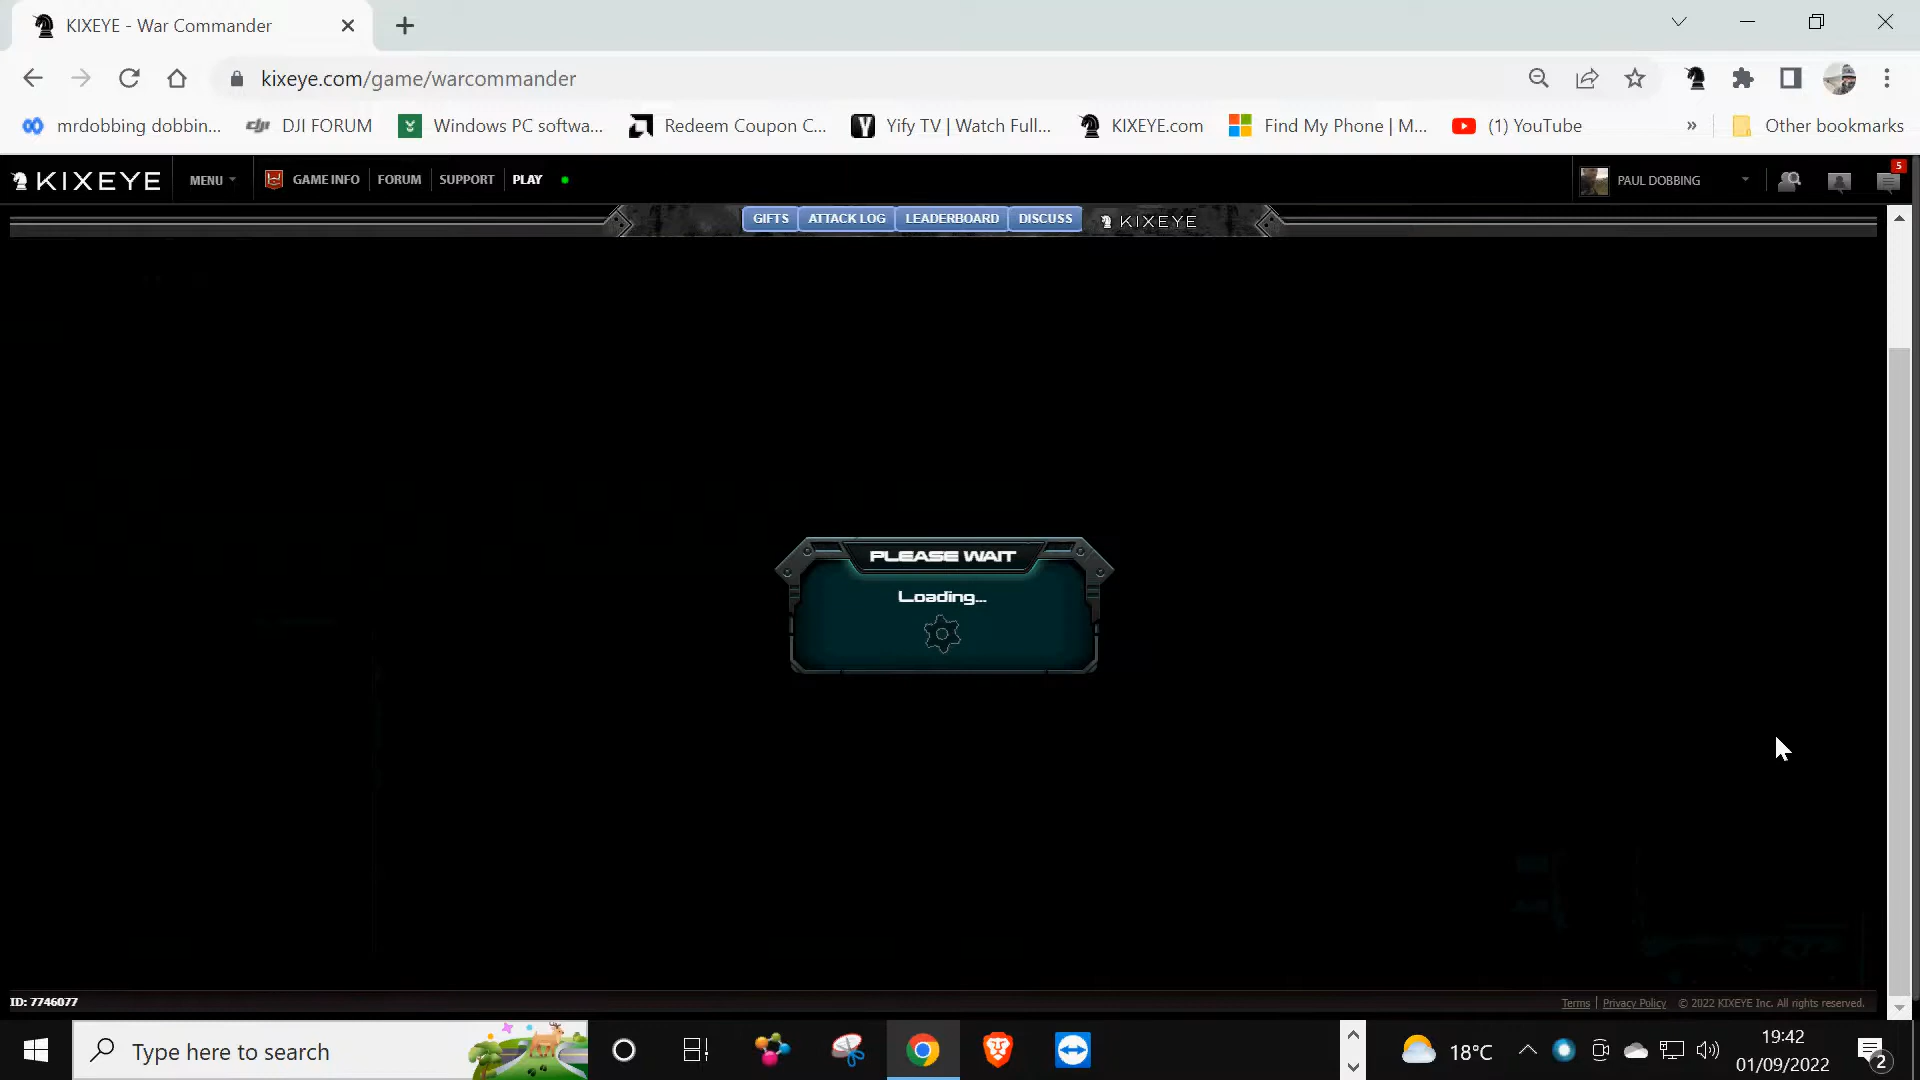 KIXEYE - War Commander
kixeye.com/game/warcommander
mrdobbing dobbin... DJI FORUM Windows PC softwa... Redeem Coupon C... Yify TV | Watch Full... KIXEYE.com Find My Phone | M... (1) YouTube » Other bookmarks
KIXEYE MENU GAME INFO FORUM SUPPORT PLAY PAUL DOBBING 5
GIFTS ATTACK LOG LEADERBOARD DISCUSS KIXEYE
PLEASE WAIT
Loading...
ID: 7746077 Terms | Privacy Policy © 2022 KIXEYE Inc. All rights reserved.
Type here to search 18°C 19:42
01/09/2022 2